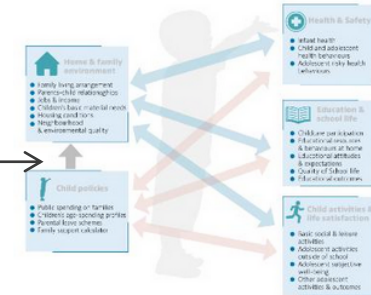 Home & family
environment
Family living arrangement
Parents-child relationships
Jobs & income
Children's basic material needs
Housing conditions
Neighbourhood
& environmental quality
Child policies
Public spending on families
Children's age-spending profiles
Parental leave schemes
Family support calculator
Health & Safety
Infant health
Child and adolescent
health behaviours
Adolescent risky health
behaviours
Education &
school life
Childcare participation
Educational resources
& behaviours at home
Educational attitudes
& expectations
Quality of School life
Educational outcomes
Child activities &
life satisfaction
Basic social & leisure
activities
Adolescent activities
outside of school
Adolescent subjective
well-being
Other adolescent
activities & outcomes